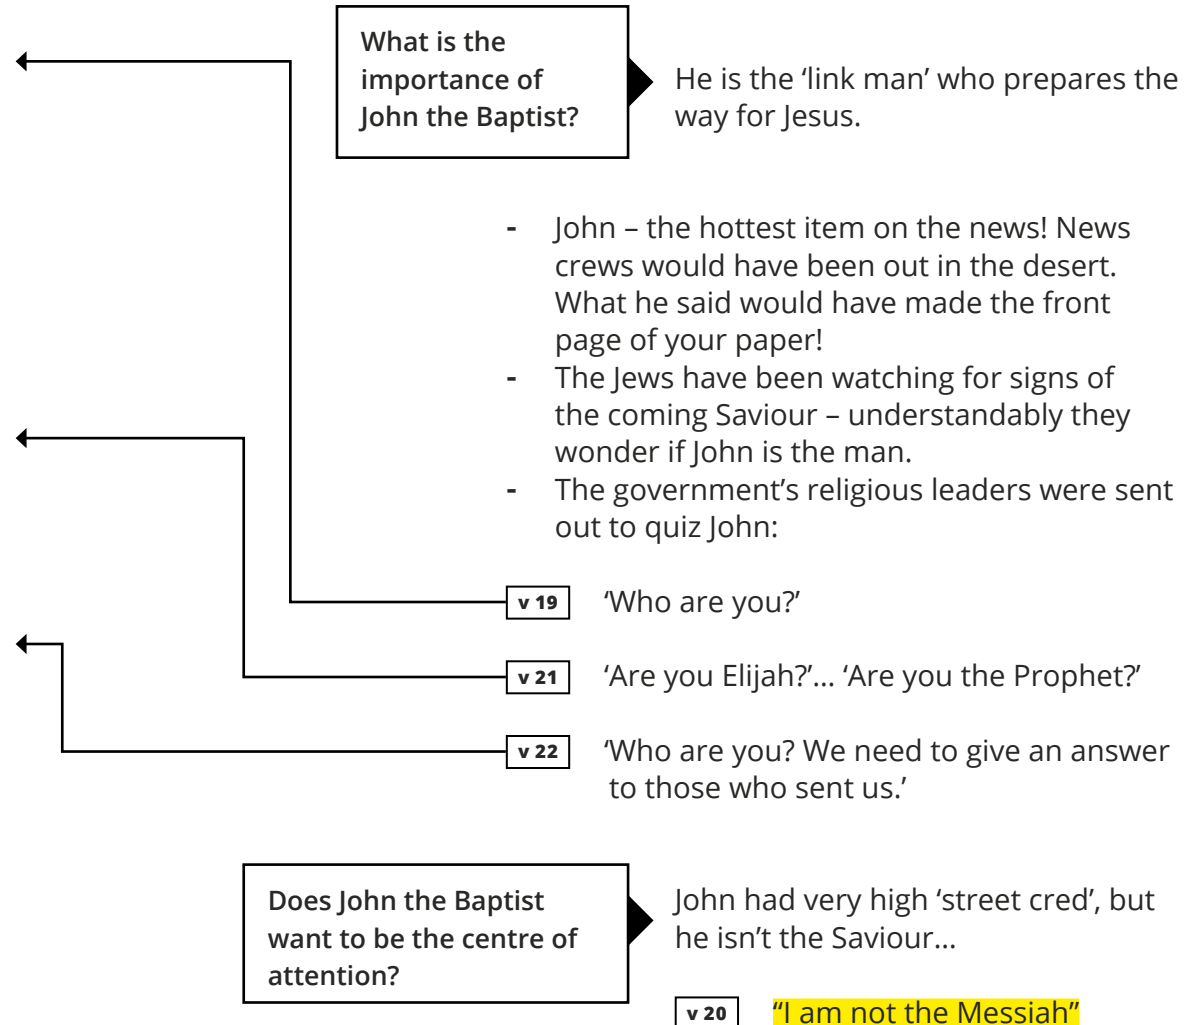 What is the
importance of
John the Baptist?
He is the ‘link man’ who prepares the
way for Jesus.
- John – the hottest item on the news! News
crews would have been out in the desert.
What he said would have made the front
page of your paper!
- The Jews have been watching for signs of
the coming Saviour – understandably they
wonder if John is the man.
- The government’s religious leaders were sent
out to quiz John:
v 19 ‘Who are you?’
v 21 ‘Are you Elijah?’... ‘Are you the Prophet?’
v 22 ‘Who are you? We need to give an answer
to those who sent us.’
Does John the Baptist
want to be the centre of
attention?
John had very high ‘street cred’, but
he isn’t the Saviour...
v 20 “I am not the Messiah”